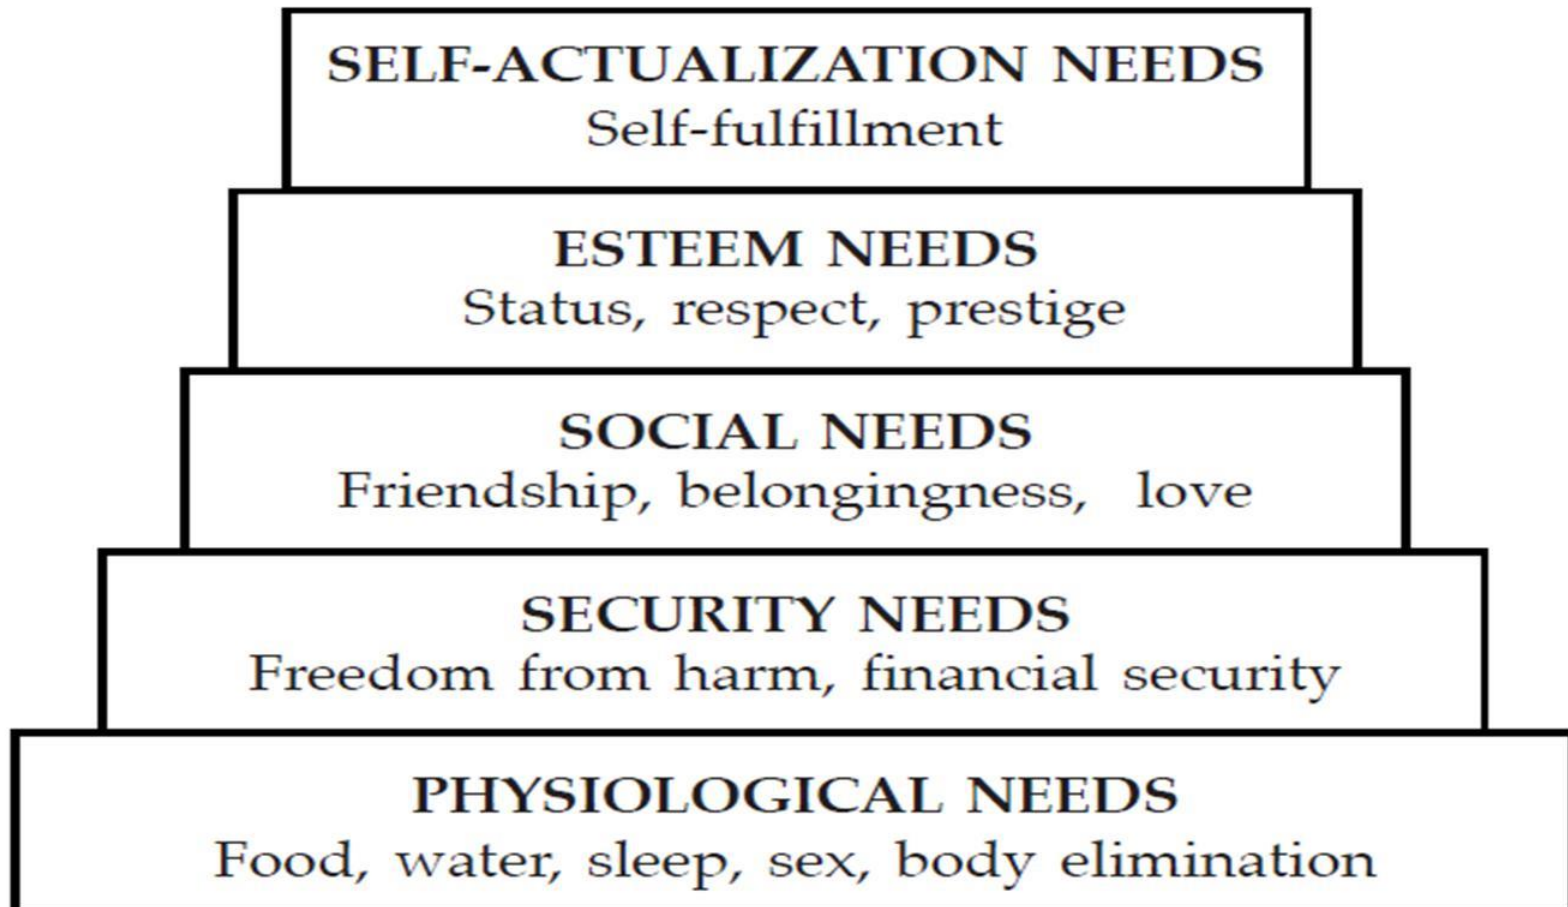 SELF-ACTUALIZATION NEEDS
Self-fulfillment
ESTEEM NEEDS
Status, respect, prestige
SOCIAL NEEDS
Friendship, belongingness, love
SECURITY NEEDS
Freedom from harm, financial security
PHYSIOLOGICAL NEEDS
Food, water, sleep, sex, body elimination